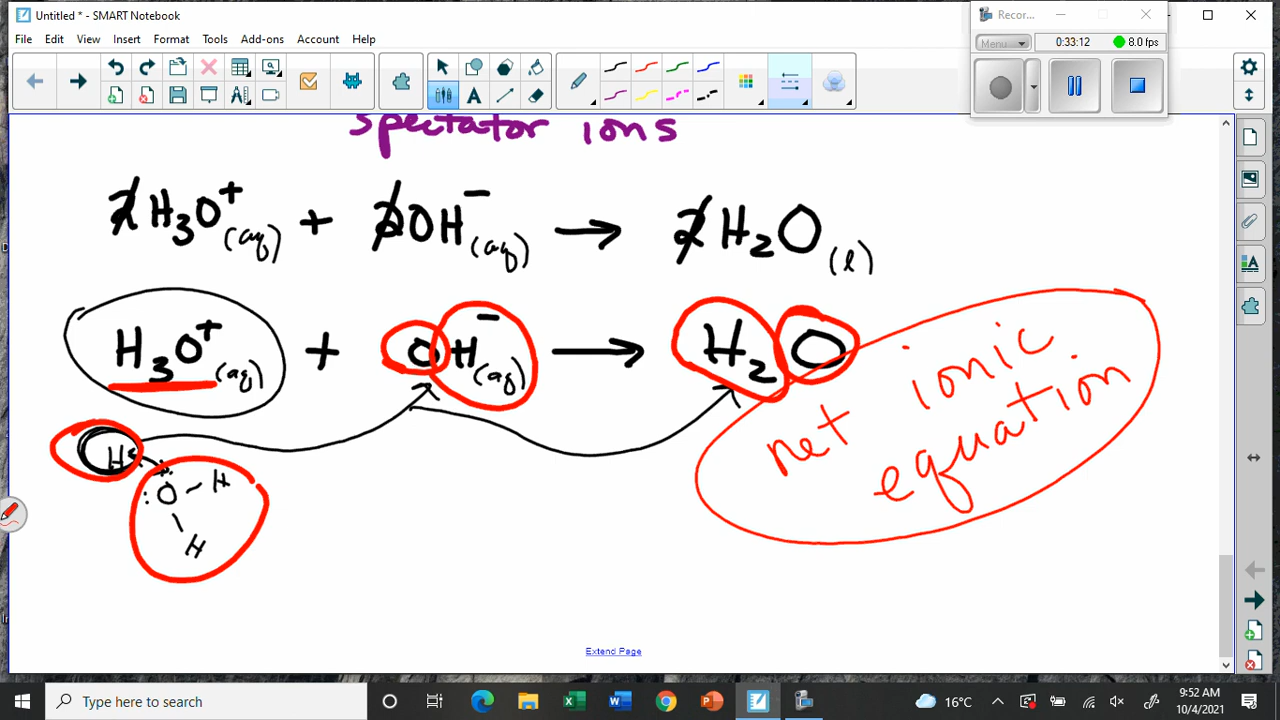 Untitled * - SMART Notebook
Recor...
File Edit View Insert Format Tools Add-ons Account Help
Menu
0:33:12
8.0 fps
spectator ions
2H₃O⁺(aq) + 2OH⁻(aq) → 2H₂O(l)
H₃O⁺(aq) + OH⁻(aq) → H₂O
net ionic
equation
H
:O - H
H
Extend Page
Type here to search
16°C
9:52 AM
10/4/2021